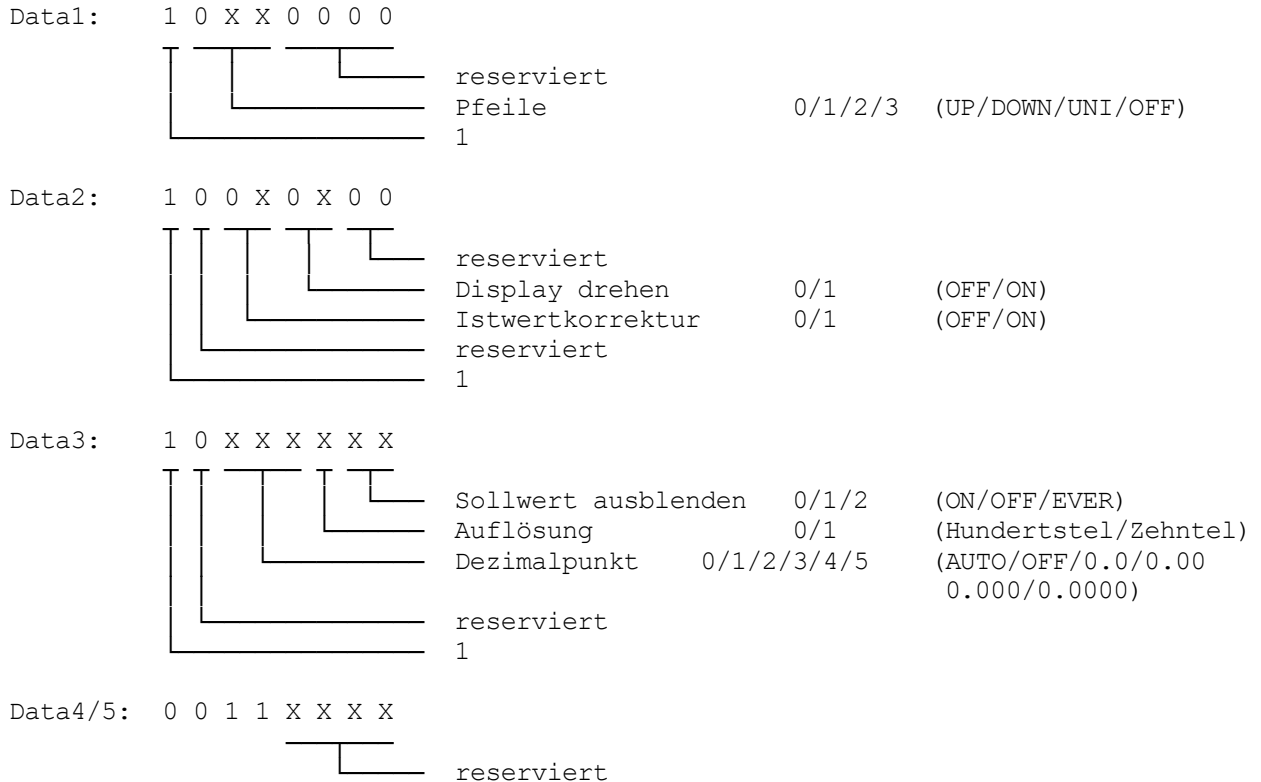 Data1: 1 0 X X 0 0 0 0
reserviert
Pfeile 0/1/2/3 (UP/DOWN/UNI/OFF)
1
Data2: 1 0 0 X 0 X 0 0
reserviert
Display drehen 0/1 (OFF/ON)
Istwertkorrektur 0/1 (OFF/ON)
reserviert
1
Data3: 1 0 X X X X X X
Sollwert ausblenden 0/1/2 (ON/OFF/EVER)
Auflösung 0/1 (Hundertstel/Zehntel)
Dezimalpunkt 0/1/2/3/4/5 (AUTO/OFF/0.0/0.00
0.000/0.0000)
reserviert
1
Data4/5: 0 0 1 1 X X X X
reserviert